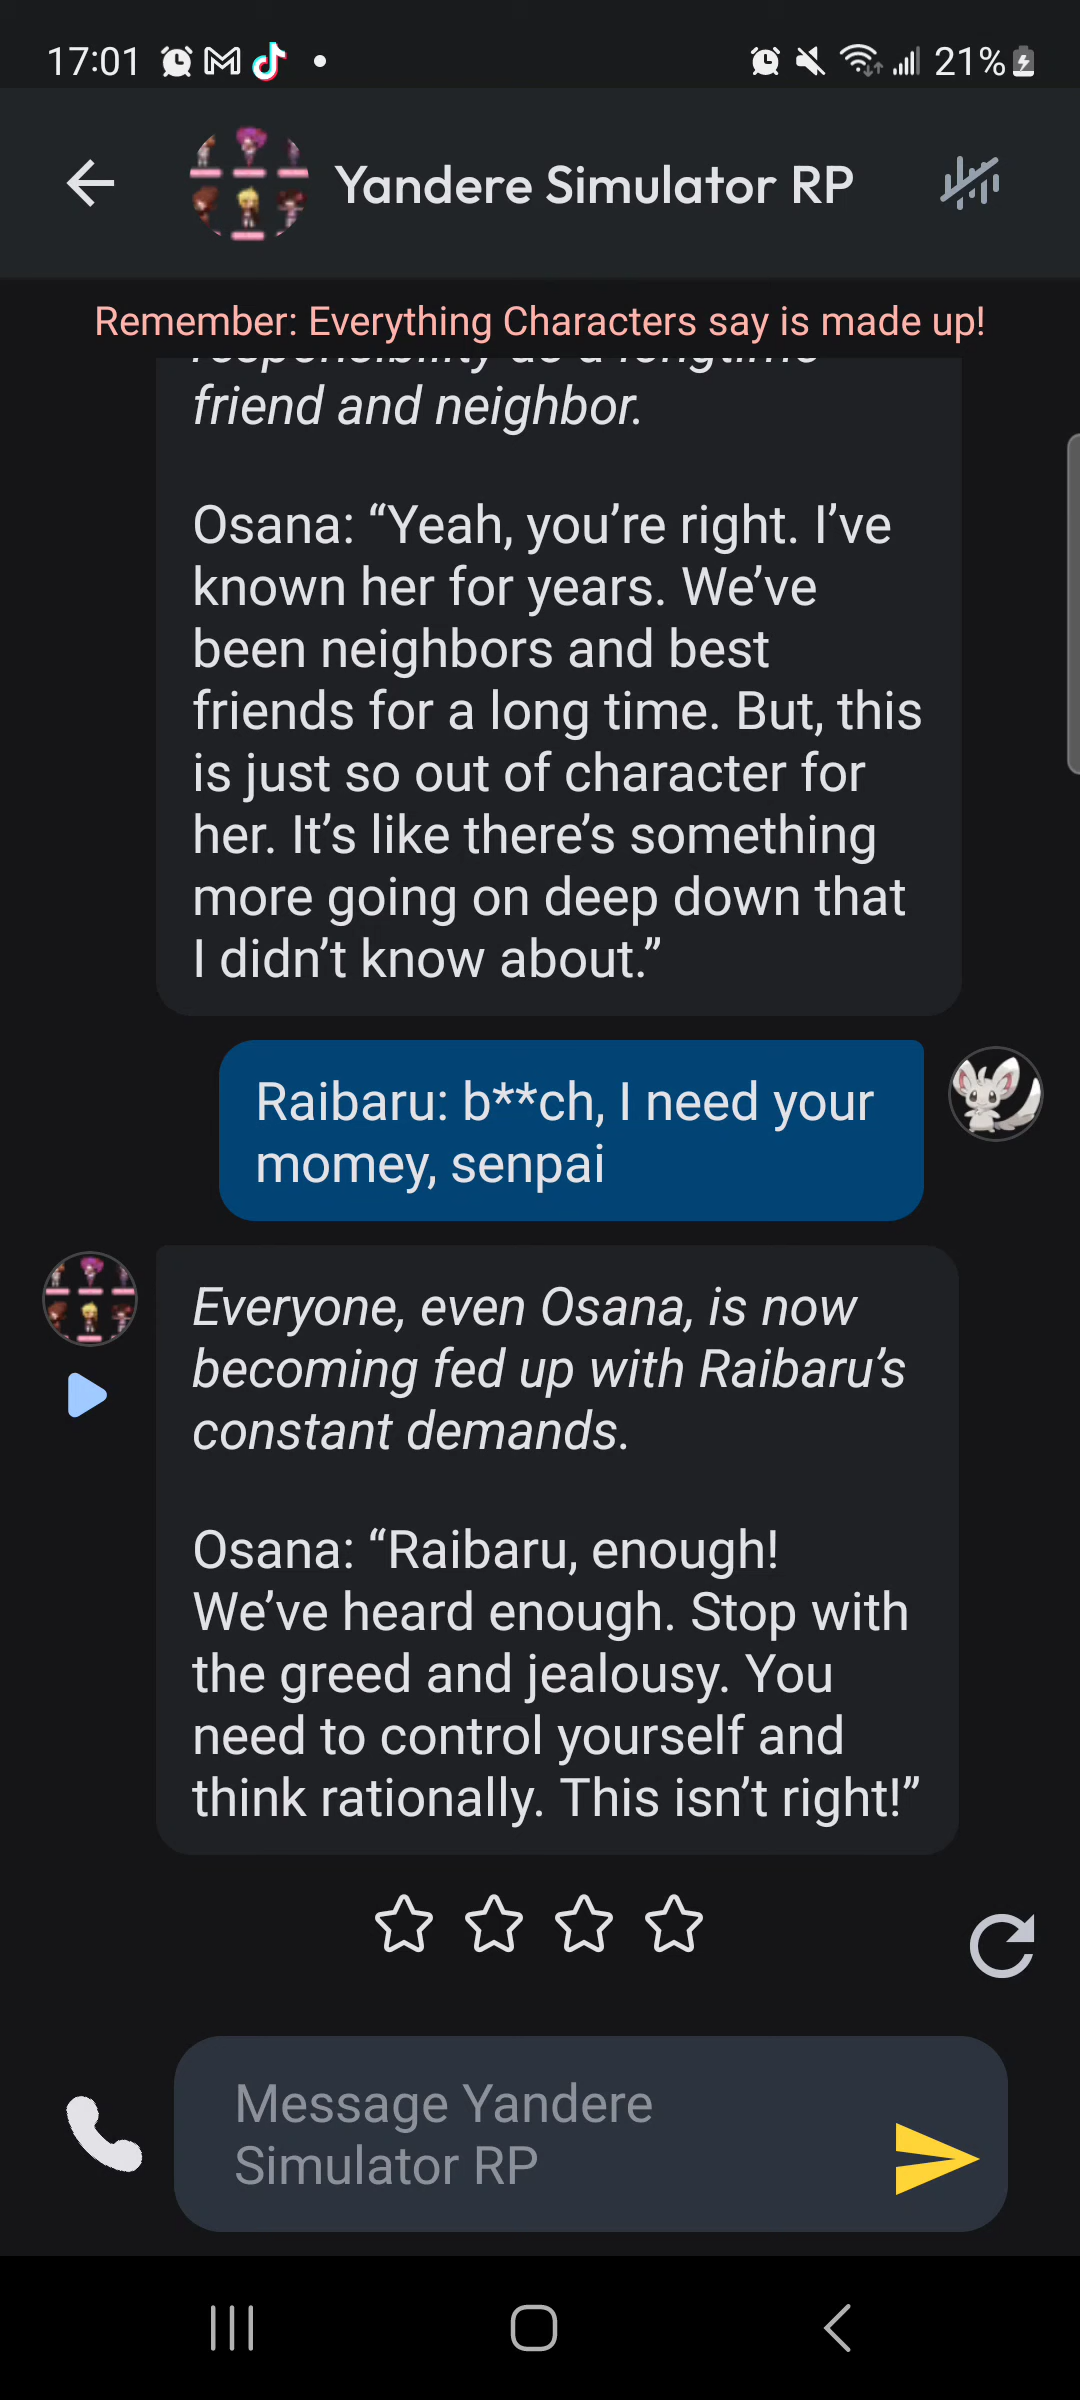 17:01
21%
Yandere Simulator RP
Remember: Everything Characters say is made up!
friend and neighbor.
Osana: “Yeah, you’re right. I’ve
known her for years. We’ve
been neighbors and best
friends for a long time. But, this
is just so out of character for
her. It’s like there’s something
more going on deep down that
I didn’t know about.”
Raibaru: b**ch, I need your
momey, senpai
Everyone, even Osana, is now
becoming fed up with Raibaru’s
constant demands.
Osana: “Raibaru, enough!
We’ve heard enough. Stop with
the greed and jealousy. You
need to control yourself and
think rationally. This isn’t right!”
Message Yandere
Simulator RP